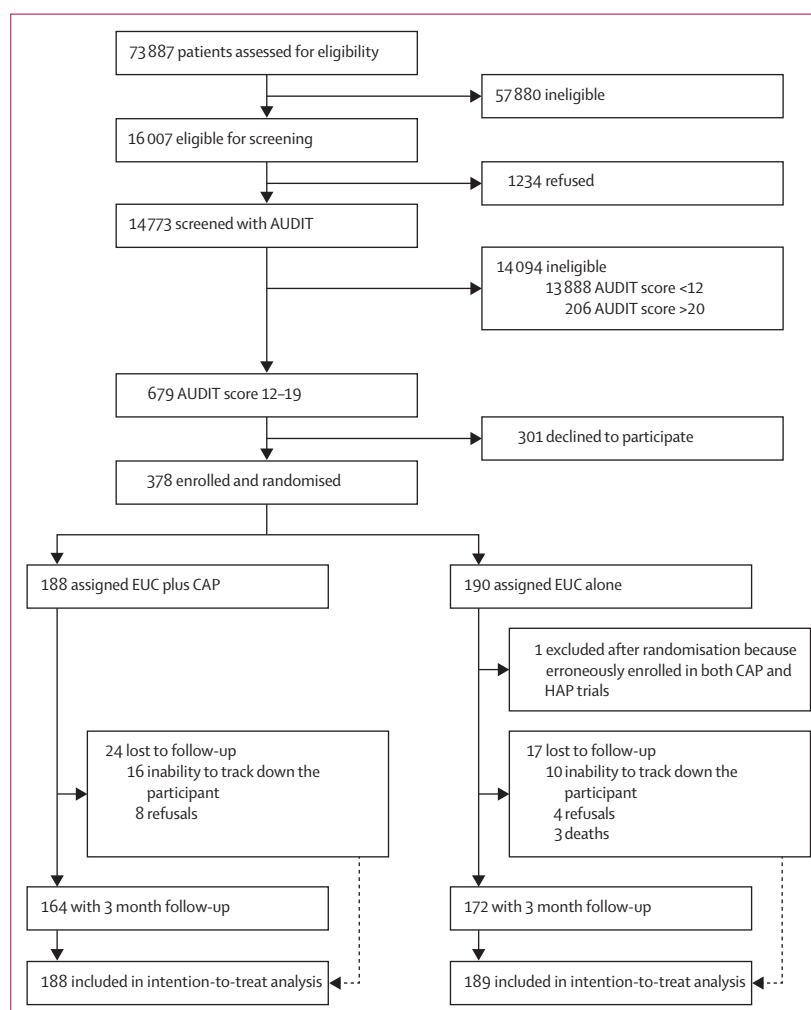 73 887 patients assessed for eligibility
57 880 ineligible
16 007 eligible for screening
1234 refused
14 773 screened with AUDIT
14 094 ineligible
13 888 AUDIT score <12
206 AUDIT score >20
679 AUDIT score 12–19
301 declined to participate
378 enrolled and randomised
188 assigned EUC plus CAP
190 assigned EUC alone
1 excluded after randomisation because
erroneously enrolled in both CAP and
HAP trials
24 lost to follow-up
16 inability to track down the
participant
8 refusals
17 lost to follow-up
10 inability to track down the
participant
4 refusals
3 deaths
164 with 3 month follow-up
172 with 3 month follow-up
188 included in intention-to-treat analysis
189 included in intention-to-treat analysis